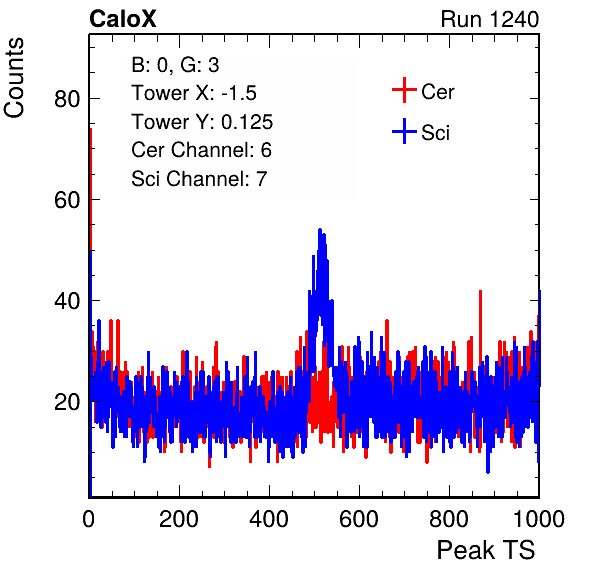 CaloX Run 1240
Counts
B: 0, G: 3
Tower X: -1.5
Tower Y: 0.125
Cer Channel: 6
Sci Channel: 7
Cer
Sci
80
60
40
20
0 200 400 600 800 1000
Peak TS